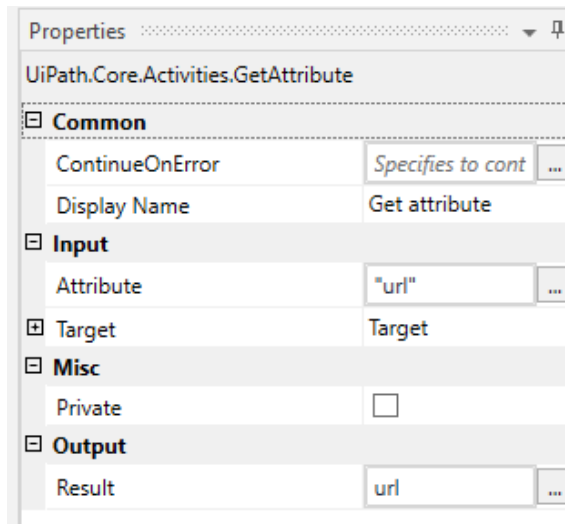 Properties
UiPath.Core.Activities.GetAttribute
Common
ContinueOnError Specifies to cont ...
Display Name Get attribute
Input
Attribute "url" ...
Target Target
Misc
Private
Output
Result url ...